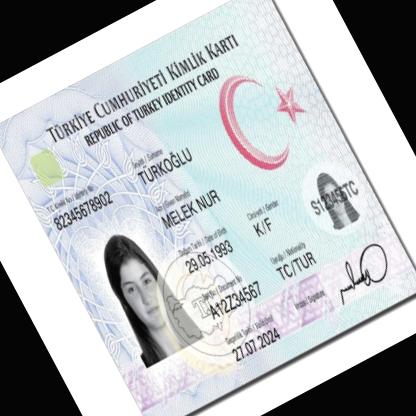 TÜRKİYE CUMHURİYETİ KİMLİK KARTI
REPUBLIC OF TURKEY IDENTITY CARD
T.C. Kimlik No / Identity No
82345678902
Soyadı / Surname
TÜRKOĞLU
Adı / Given Name(s)
MELEK NUR
Doğum Tarihi / Date of Birth
29.05.1993
Cinsiyeti / Gender
K/F
Seri No / Document No
A12Z34567
Uyruğu / Nationality
TC/TUR
Son Geçerlilik Tarihi / Valid Until
27.07.2024
İmzası / Signature